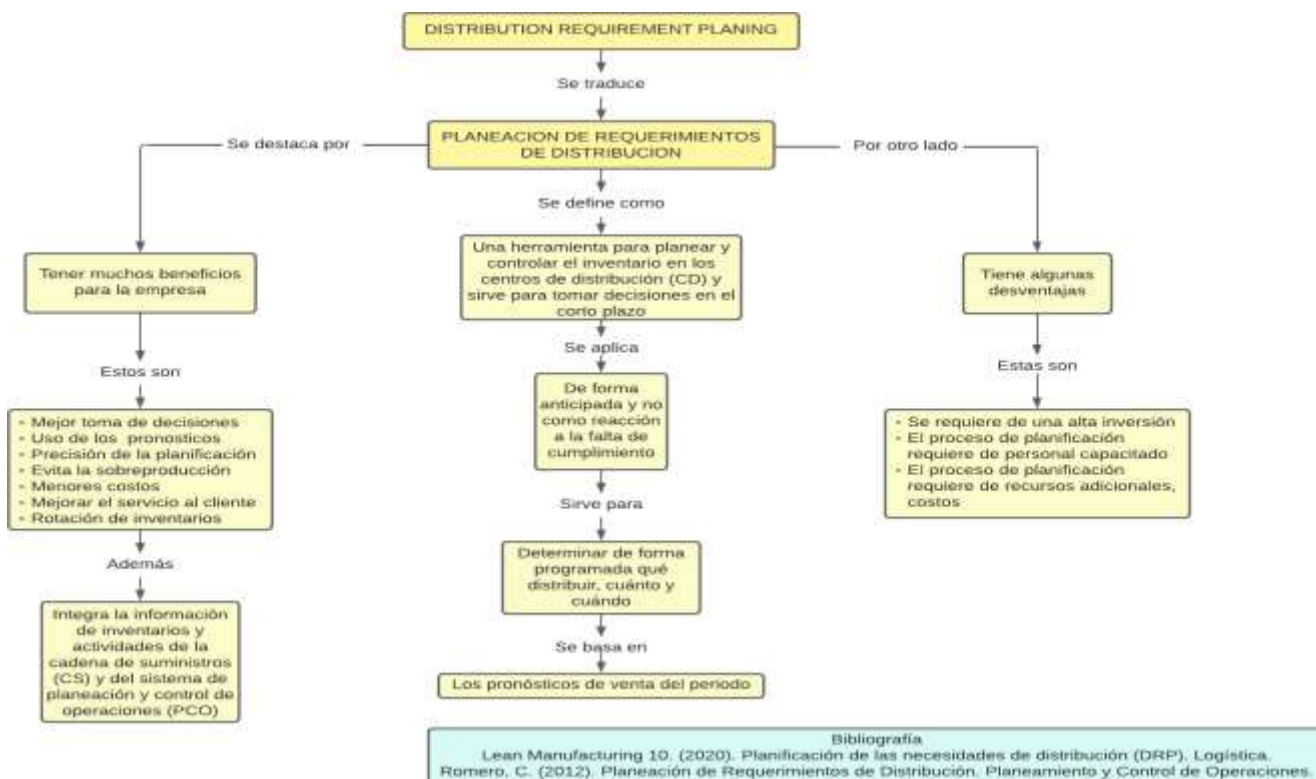 DISTRIBUTION REQUIREMENT PLANING
Se traduce
PLANEACION DE REQUERIMIENTOS
DE DISTRIBUCION
Se destaca por
Tener muchos beneficios
para la empresa
Estos son
- Mejor toma de decisiones
- Uso de los pronosticos
- Precisión de la planificación
- Evita la sobreproducción
- Menores costos
- Mejorar el servicio al cliente
- Rotación de inventarios
Además
Integra la información
de inventarios y
actividades de la
cadena de suministros
(CS) y del sistema de
planeación y control de
operaciones (PCO)
Se define como
Una herramienta para planear y
controlar el inventario en los
centros de distribución (CD) y
sirve para tomar decisiones en el
corto plazo
Se aplica
De forma
anticipada y no
como reacción
a la falta de
cumplimiento
Sirve para
Determinar de forma
programada qué
distribuir, cuánto y
cuándo
Se basa en
Los pronósticos de venta del periodo
Por otro lado
Tiene algunas
desventajas
Estas son
- Se requiere de una alta inversión
- El proceso de planificación
requiere de personal capacitado
- El proceso de planificación
requiere de recursos adicionales,
costos
Bibliografía
Lean Manufacturing 10. (2020). Planificación de las necesidades de distribución (DRP). Logística.
Romero, C. (2012). Planeación de Requerimientos de Distribución. Planeamiento y Control de Operaciones.